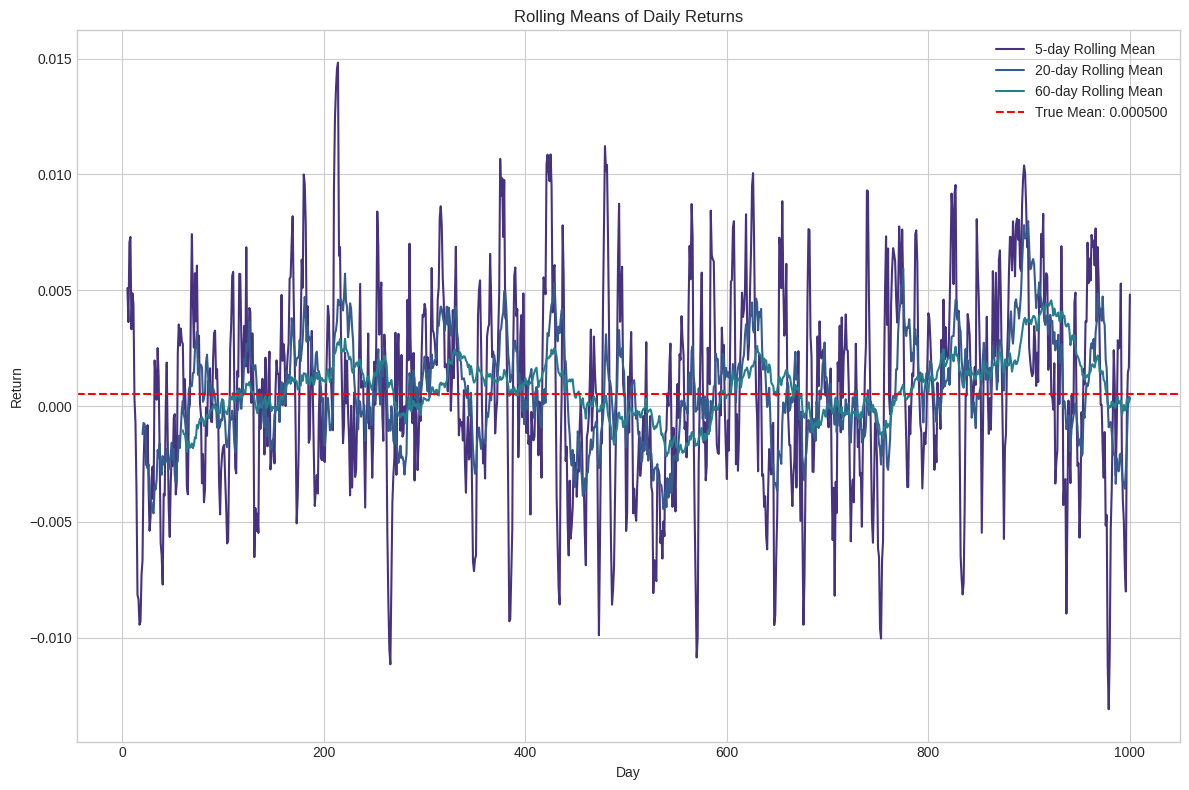 Rolling Means of Daily Returns
5-day Rolling Mean
20-day Rolling Mean
60-day Rolling Mean
True Mean: 0.000500
0.015
0.010
0.005
0.000
−0.005
−0.010
Return
0
200
400
600
800
1000
Day